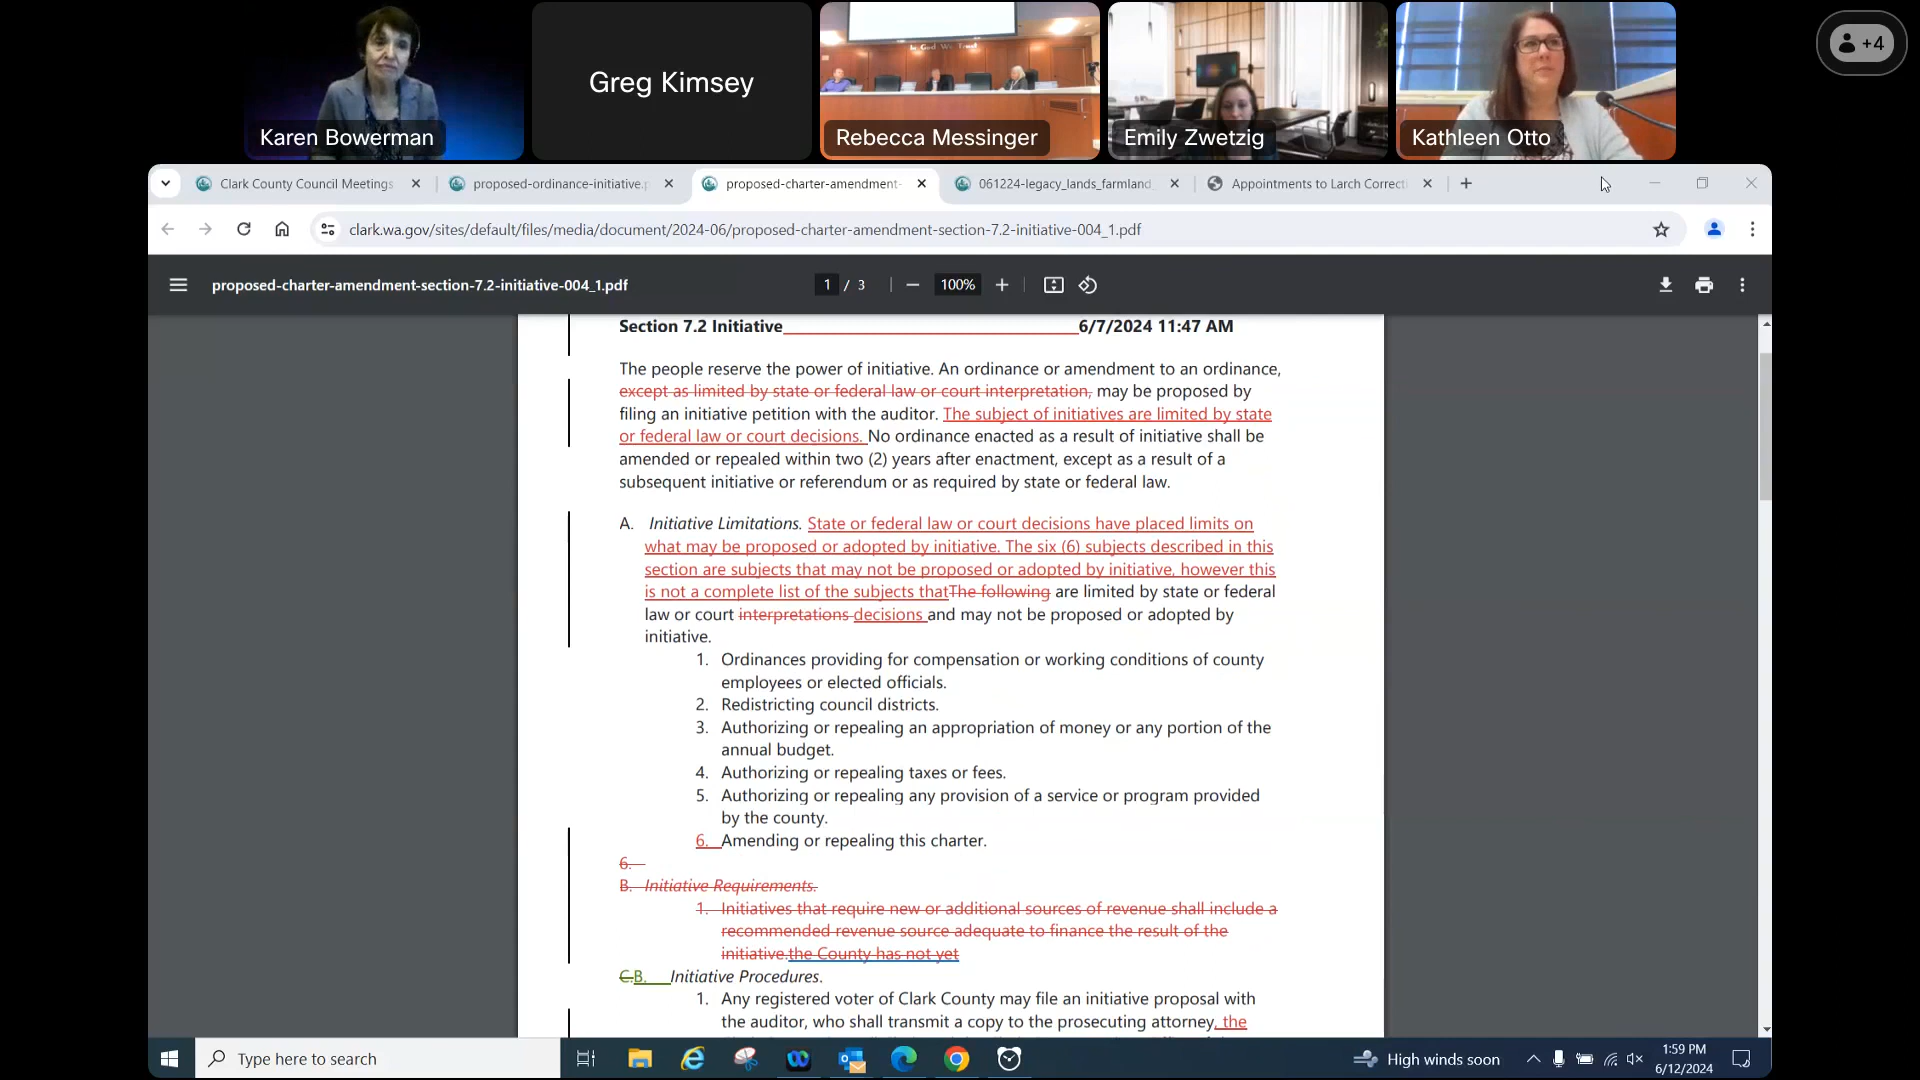 In God We Trust
Karen Bowerman
Greg Kimsey
Rebecca Messinger
Emily Zwetzig
Kathleen Otto
+4
Clark County Council Meetings
proposed-ordinance-initiative.p
proposed-charter-amendment-
061224-legacy_lands_farmland_
Appointments to Larch Correcti
clark.wa.gov/sites/default/files/media/document/2024-06/proposed-charter-amendment-section-7.2-initiative-004_1.pdf
proposed-charter-amendment-section-7.2-initiative-004_1.pdf
1 / 3
100%
Section 7.2 Initiative 6/7/2024 11:47 AM
The people reserve the power of initiative. An ordinance or amendment to an ordinance,
except as limited by state or federal law or court interpretation, may be proposed by
filing an initiative petition with the auditor. The subject of initiatives are limited by state
or federal law or court decisions. No ordinance enacted as a result of initiative shall be
amended or repealed within two (2) years after enactment, except as a result of a
subsequent initiative or referendum or as required by state or federal law.
A. Initiative Limitations. State or federal law or court decisions have placed limits on
what may be proposed or adopted by initiative. The six (6) subjects described in this
section are subjects that may not be proposed or adopted by initiative, however this
is not a complete list of the subjects thatThe following are limited by state or federal
law or court interpretations decisions and may not be proposed or adopted by
initiative.
1. Ordinances providing for compensation or working conditions of county
employees or elected officials.
2. Redistricting council districts.
3. Authorizing or repealing an appropriation of money or any portion of the
annual budget.
4. Authorizing or repealing taxes or fees.
5. Authorizing or repealing any provision of a service or program provided
by the county.
6. Amending or repealing this charter.
6.
B. Initiative Requirements.
1. Initiatives that require new or additional sources of revenue shall include a
recommended revenue source adequate to finance the result of the
initiative.the County has not yet
C.B. Initiative Procedures.
1. Any registered voter of Clark County may file an initiative proposal with
the auditor, who shall transmit a copy to the prosecuting attorney, the
Type here to search
High winds soon
1:59 PM
6/12/2024